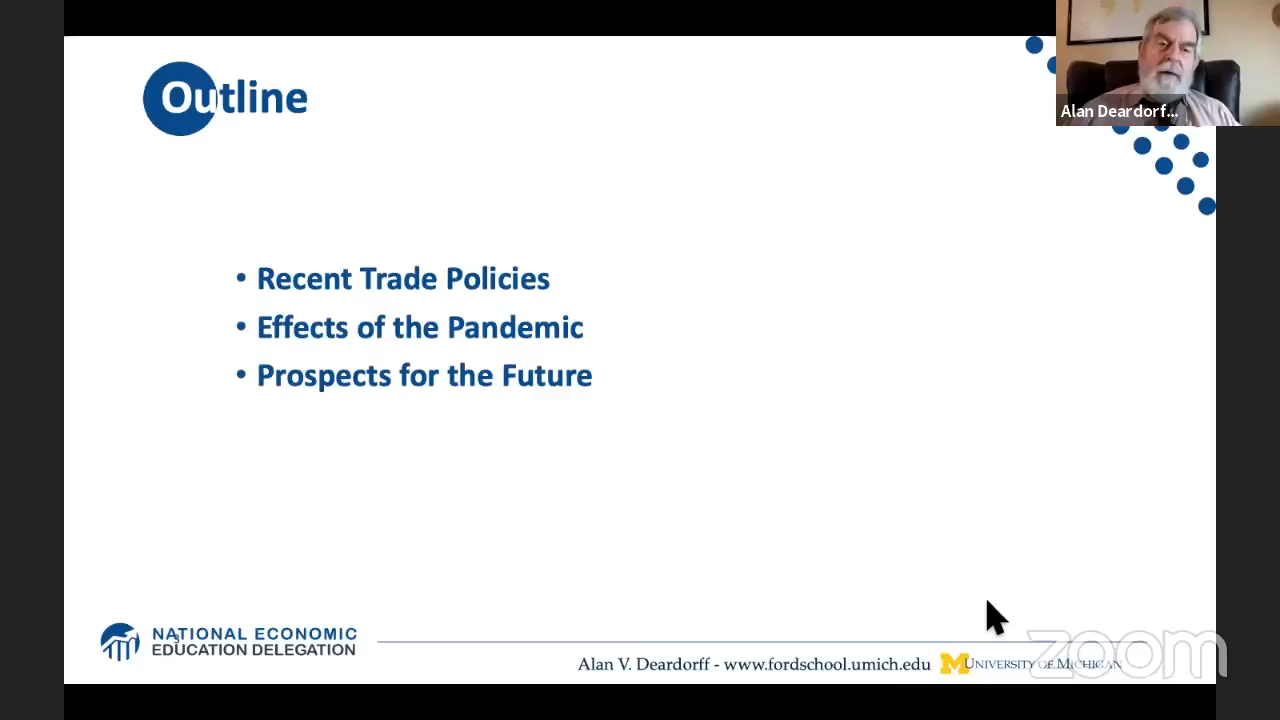 Outline
Alan Deardorf...
• Recent Trade Policies
• Effects of the Pandemic
• Prospects for the Future
NATIONAL ECONOMIC
EDUCATION DELEGATION
3
Alan V. Deardorff - www.fordschool.umich.edu
M UNIVERSITY OF MICHIGAN
zoom